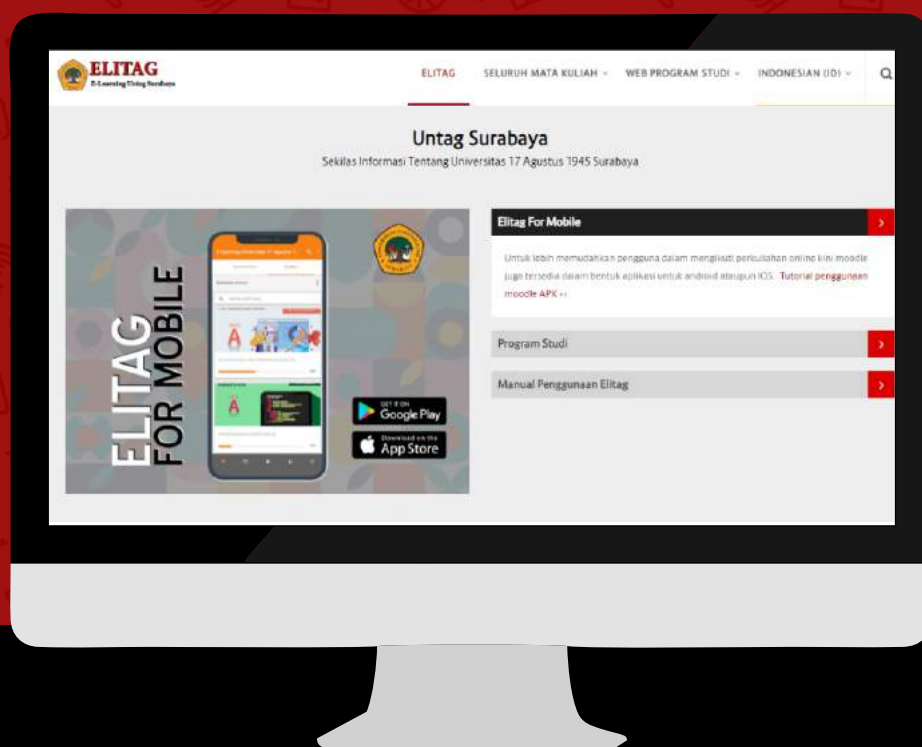 ELITAG
E-Learning Untag Surabaya
ELITAG
SELURUH MATA KULIAH
WEB PROGRAM STUDI
INDONESIAN (ID)
Untag Surabaya
Sekilas Informasi Tentang Universitas 17 Agustus 1945 Surabaya
ELITAG
FOR MOBILE
A
A
GET IT ON
Google Play
Download on the
App Store
Elitag For Mobile
Untuk lebih memudahkan pengguna dalam mengikuti perkuliahan online kini moodle
juga tersedia dalam bentuk aplikasi untuk android ataupun IOS. Tutorial penggunaan
moodle APK
Program Studi
Manual Penggunaan Elitag